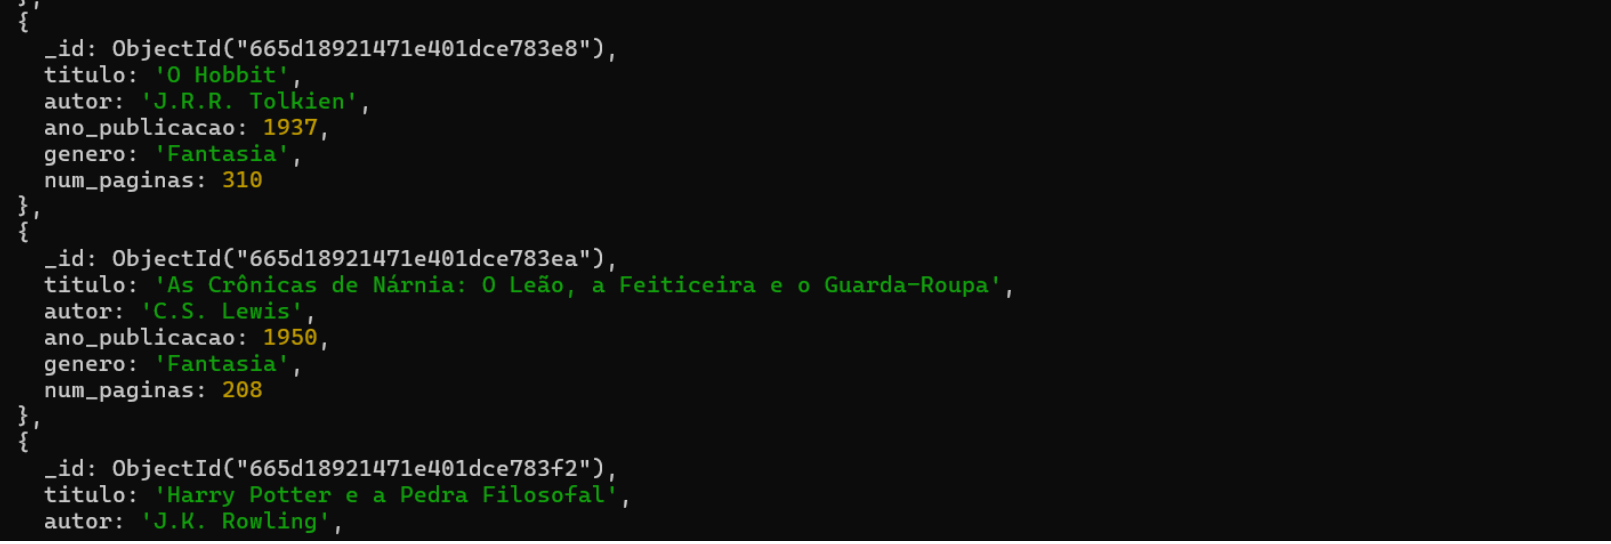 },
{
_id: ObjectId("665d18921471e401dce783e8"),
titulo: 'O Hobbit',
autor: 'J.R.R. Tolkien',
ano_publicacao: 1937,
genero: 'Fantasia',
num_paginas: 310
},
{
_id: ObjectId("665d18921471e401dce783ea"),
titulo: 'As Crônicas de Nárnia: O Leão, a Feiticeira e o Guarda-Roupa',
autor: 'C.S. Lewis',
ano_publicacao: 1950,
genero: 'Fantasia',
num_paginas: 208
},
{
_id: ObjectId("665d18921471e401dce783f2"),
titulo: 'Harry Potter e a Pedra Filosofal',
autor: 'J.K. Rowling',